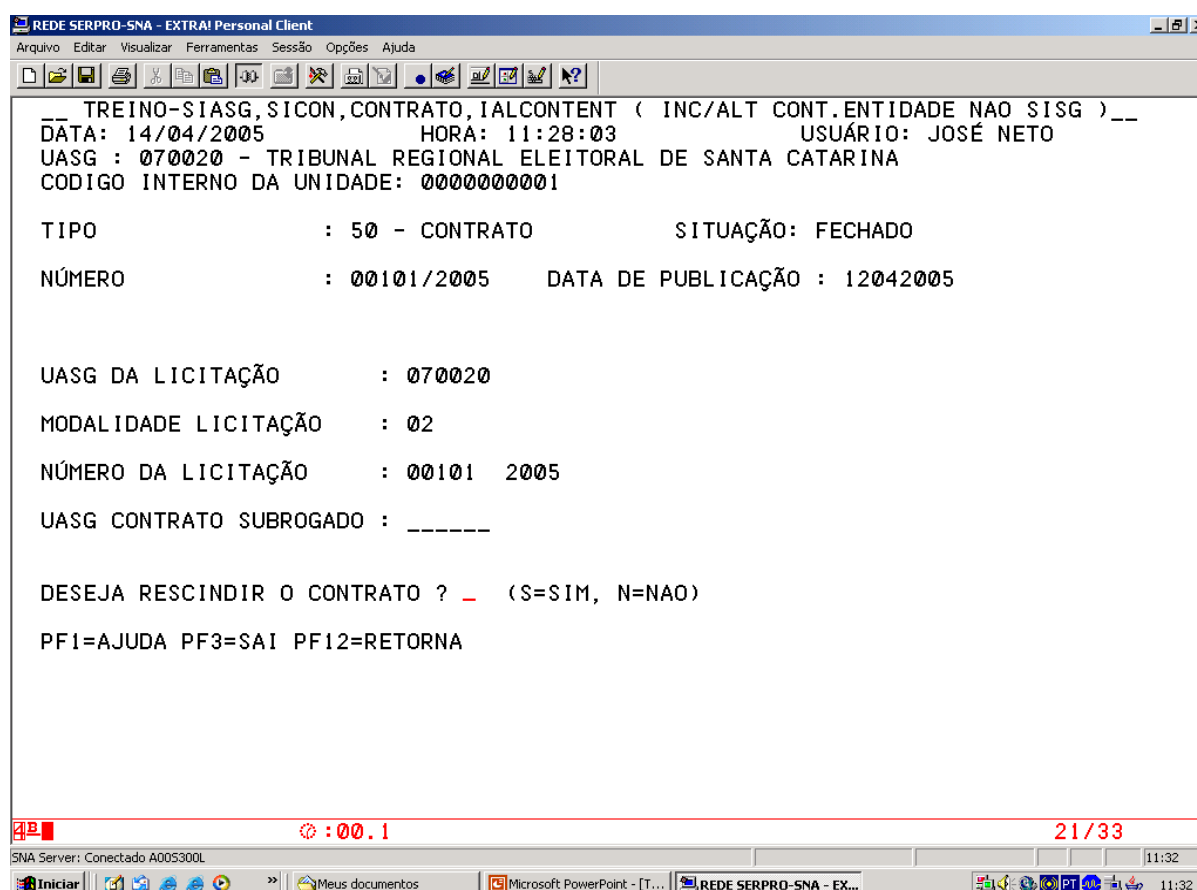 REDE SERPRO-SNA - EXTRA! Personal Client
Arquivo Editar Visualizar Ferramentas Sessão Opções Ajuda
__ TREINO-SIASG,SICON,CONTRATO,IALCONTENT ( INC/ALT CONT.ENTIDADE NAO SISG )__
DATA: 14/04/2005 HORA: 11:28:03 USUÁRIO: JOSÉ NETO
UASG : 070020 - TRIBUNAL REGIONAL ELEITORAL DE SANTA CATARINA
CODIGO INTERNO DA UNIDADE: 0000000001
TIPO : 50 - CONTRATO SITUAÇÃO: FECHADO
NÚMERO : 00101/2005 DATA DE PUBLICAÇÃO : 12042005
UASG DA LICITAÇÃO : 070020
MODALIDADE LICITAÇÃO : 02
NÚMERO DA LICITAÇÃO : 00101 2005
UASG CONTRATO SUBROGADO : ______
DESEJA RESCINDIR O CONTRATO ? _ (S=SIM, N=NAO)
PF1=AJUDA PF3=SAI PF12=RETORNA
4B :00.1 21/33
SNA Server: Conectado A00S300L 11:32
Iniciar » Meus documentos Microsoft PowerPoint - [T... REDE SERPRO-SNA - EX... PT 11:32